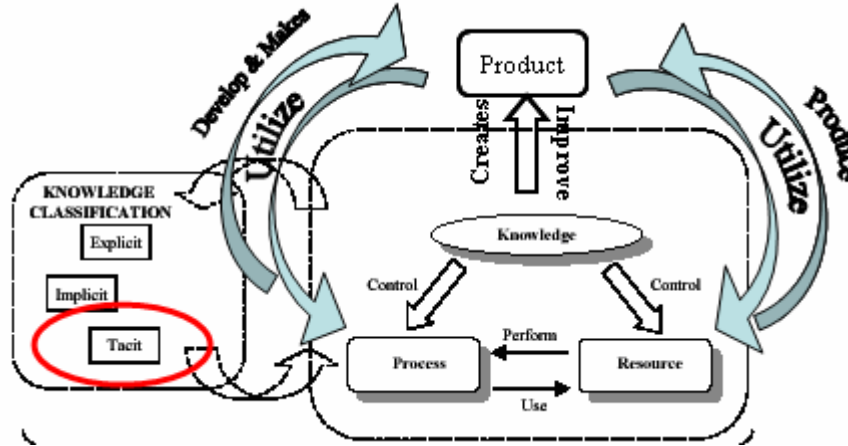 Develop & Makes
Utilize
Product
Creates
Improve
Utilize
Produce
KNOWLEDGE
CLASSIFICATION
Explicit
Implicit
Tacit
Knowledge
Control
Control
Process
Perform
Use
Resource